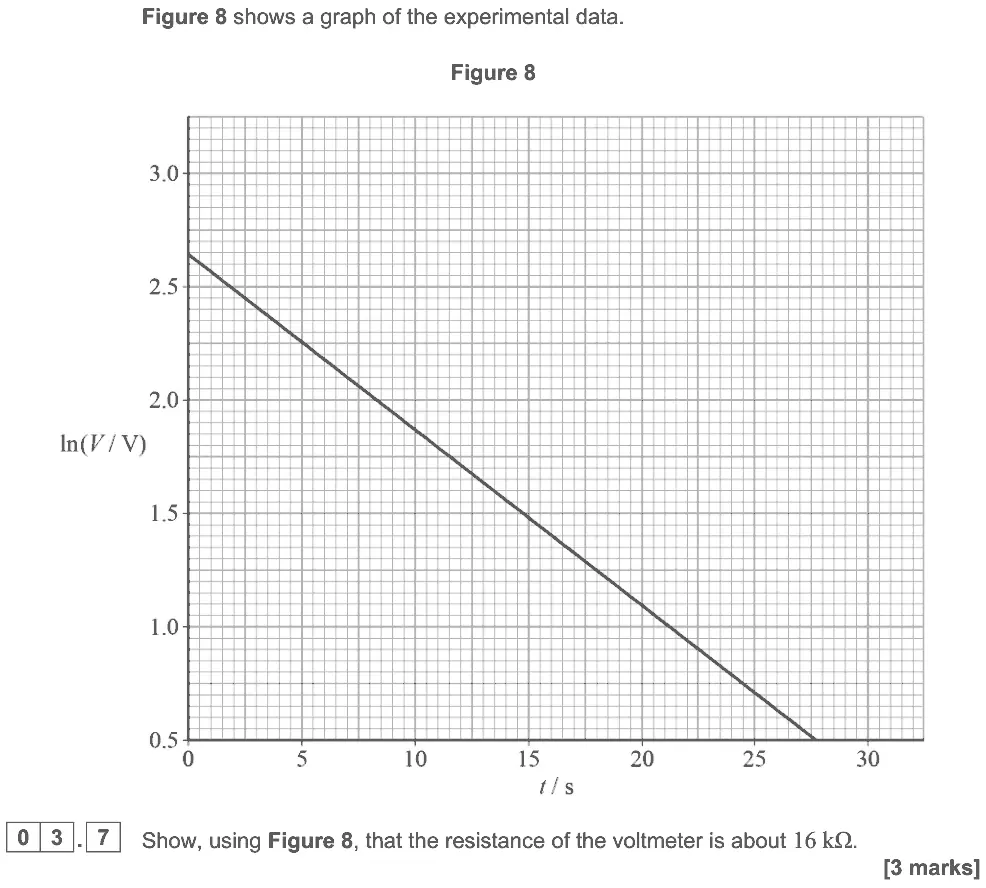 Figure 8 shows a graph of the experimental data.
Figure 8
3.0
2.5
2.0
ln(V / V)
1.5
1.0
0.5
0 5 10 15 20 25 30
t / s
0 3 . 7 Show, using Figure 8, that the resistance of the voltmeter is about 16 kΩ.
[3 marks]